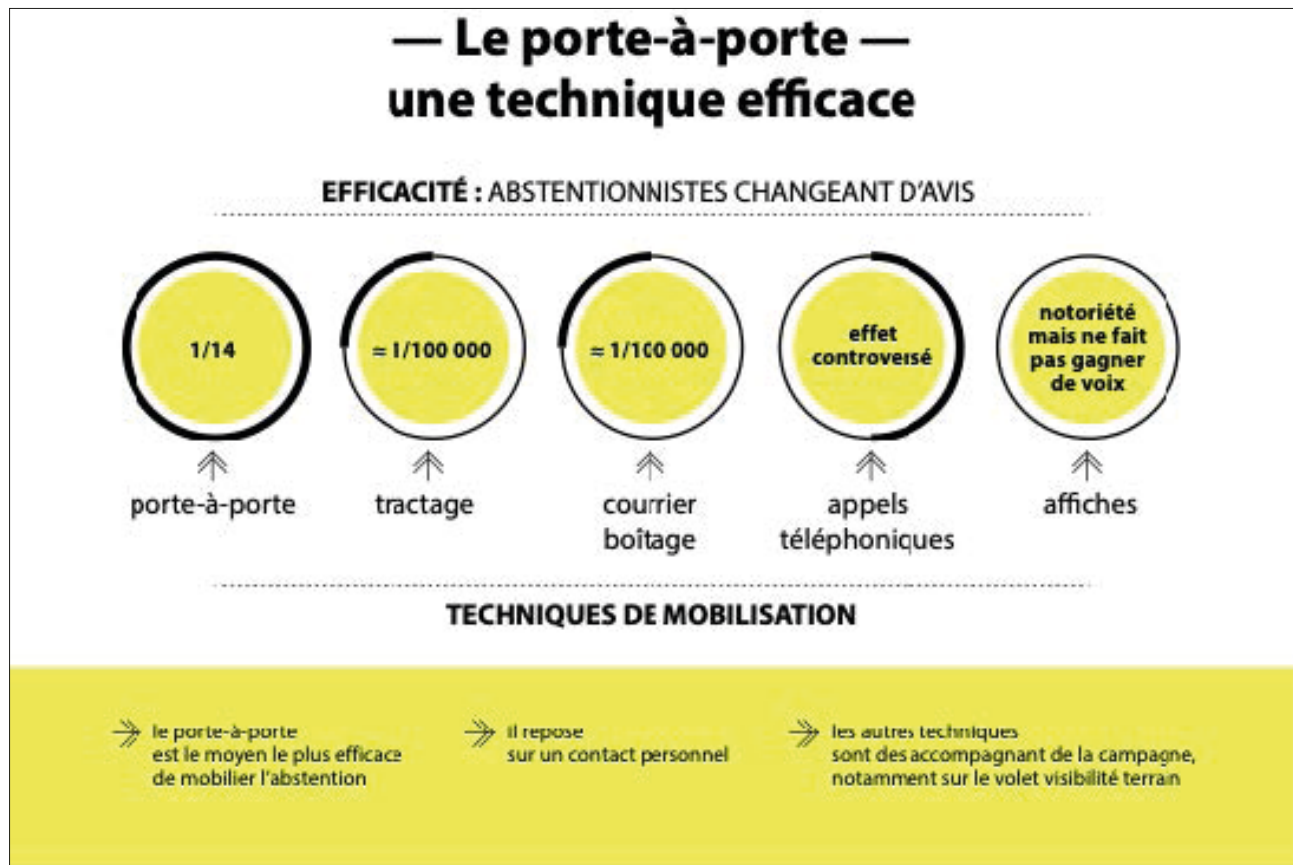 — Le porte-à-porte —
une technique efficace
EFFICACITÉ : ABSTENTIONNISTES CHANGEANT D'AVIS
1/14
≈ 1/100 000
≈ 1/100 000
effet
controversé
notoriété
mais ne fait
pas gagner
de voix
porte-à-porte
tractage
courrier
boîtage
appels
téléphoniques
affiches
TECHNIQUES DE MOBILISATION
le porte-à-porte
est le moyen le plus efficace
de mobilier l'abstention
il repose
sur un contact personnel
les autres techniques
sont des accompagnant de la campagne,
notamment sur le volet visibilité terrain